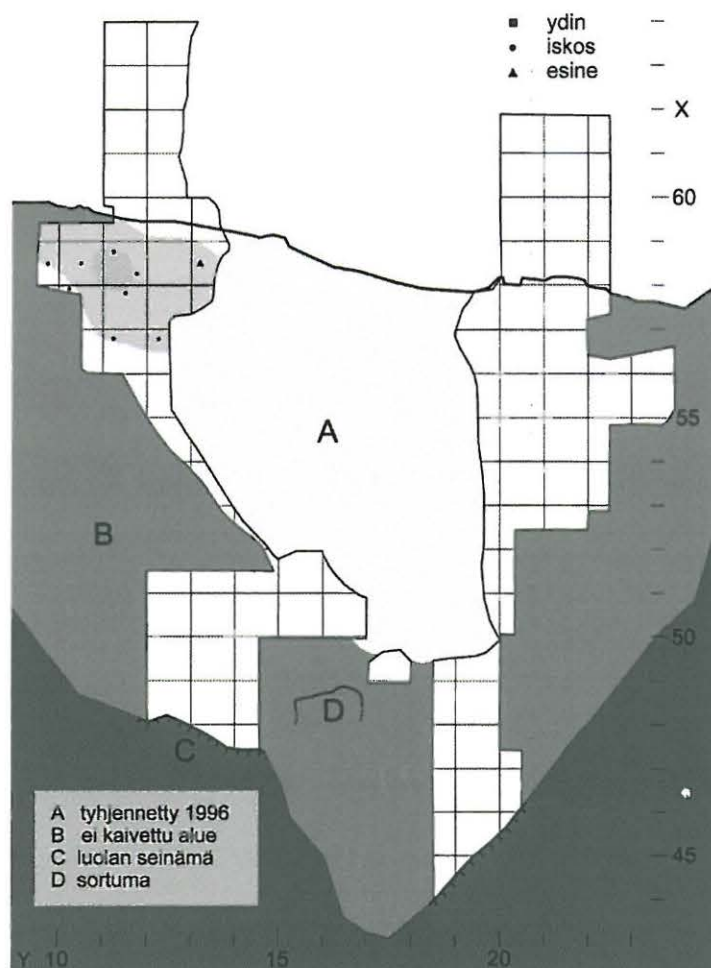 ydin
iskos
esine
X
60
A
55
B
50
D
C
A tyhjennetty 1996
B ei kaivettu alue
C luolan seinämä
D sortuma
45
Y 10 15 20